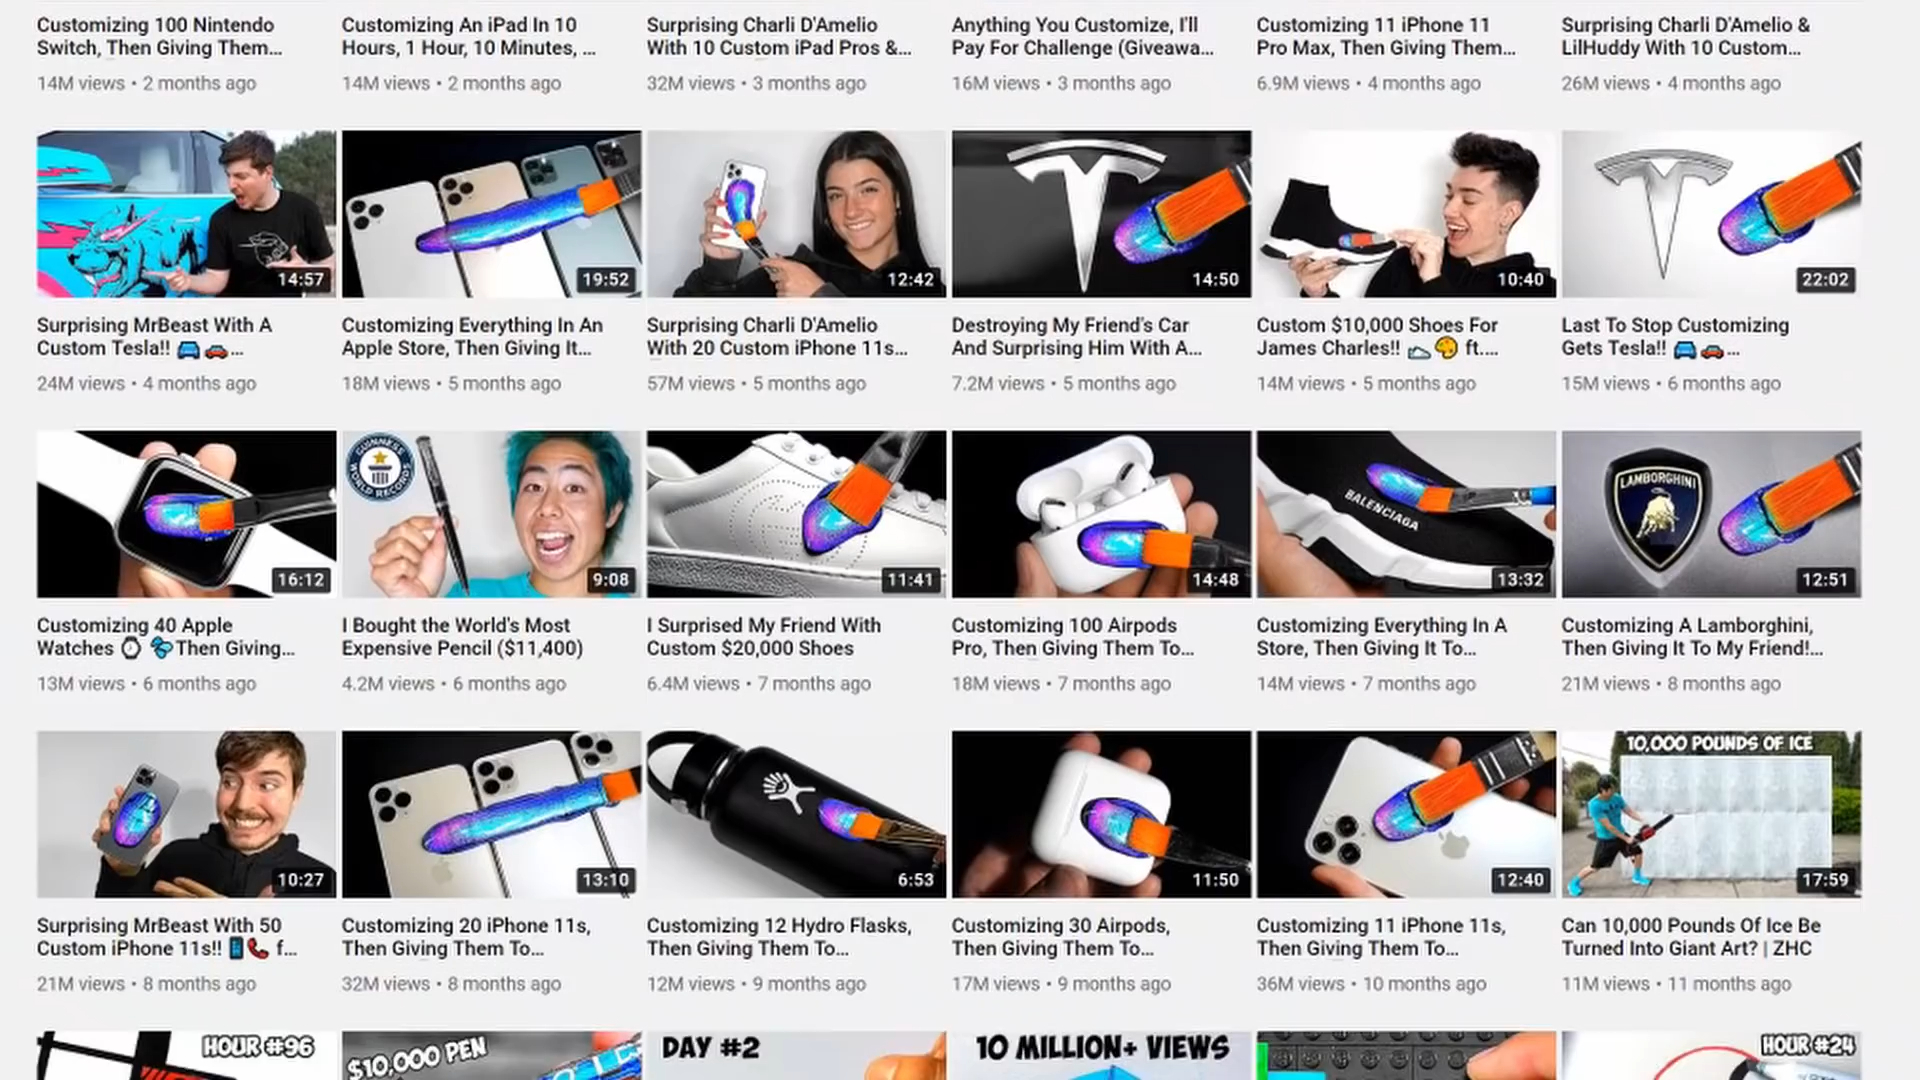 Customizing 100 Nintendo
Switch, Then Giving Them...
14M views • 2 months ago
Customizing An iPad In 10
Hours, 1 Hour, 10 Minutes, ...
14M views • 2 months ago
Surprising Charli D'Amelio
With 10 Custom iPad Pros &...
32M views • 3 months ago
Anything You Customize, I'll
Pay For Challenge (Giveawa...
16M views • 3 months ago
Customizing 11 iPhone 11
Pro Max, Then Giving Them...
6.9M views • 4 months ago
Surprising Charli D'Amelio &
LilHuddy With 10 Custom...
26M views • 4 months ago
14:57
Surprising MrBeast With A
Custom Tesla!! 🚘🚗...
24M views • 4 months ago
19:52
Customizing Everything In An
Apple Store, Then Giving It...
18M views • 5 months ago
12:42
Surprising Charli D'Amelio
With 20 Custom iPhone 11s...
57M views • 5 months ago
14:50
Destroying My Friend's Car
And Surprising Him With A...
7.2M views • 5 months ago
10:40
Custom $10,000 Shoes For
James Charles!! 👟🎨 ft....
14M views • 5 months ago
22:02
Last To Stop Customizing
Gets Tesla!! 🚘🚗...
15M views • 6 months ago
16:12
Customizing 40 Apple
Watches ⌚💦Then Giving...
13M views • 6 months ago
GUINNESS
WORLD RECORDS
9:08
I Bought the World's Most
Expensive Pencil ($11,400)
4.2M views • 6 months ago
11:41
I Surprised My Friend With
Custom $20,000 Shoes
6.4M views • 7 months ago
14:48
Customizing 100 Airpods
Pro, Then Giving Them To...
18M views • 7 months ago
BALENCIAGA
13:32
Customizing Everything In A
Store, Then Giving It To...
14M views • 7 months ago
LAMBORGHINI
12:51
Customizing A Lamborghini,
Then Giving It To My Friend!...
21M views • 8 months ago
10:27
Surprising MrBeast With 50
Custom iPhone 11s!! 📱📞 f...
21M views • 8 months ago
13:10
Customizing 20 iPhone 11s,
Then Giving Them To...
32M views • 8 months ago
6:53
Customizing 12 Hydro Flasks,
Then Giving Them To...
12M views • 9 months ago
11:50
Customizing 30 Airpods,
Then Giving Them To...
17M views • 9 months ago
12:40
Customizing 11 iPhone 11s,
Then Giving Them To...
36M views • 10 months ago
10,000 POUNDS OF ICE
17:59
Can 10,000 Pounds Of Ice Be
Turned Into Giant Art? | ZHC
11M views • 11 months ago
HOUR #96
$10,000 PEN
DAY #2
10 MILLION+ VIEWS
HOUR #24